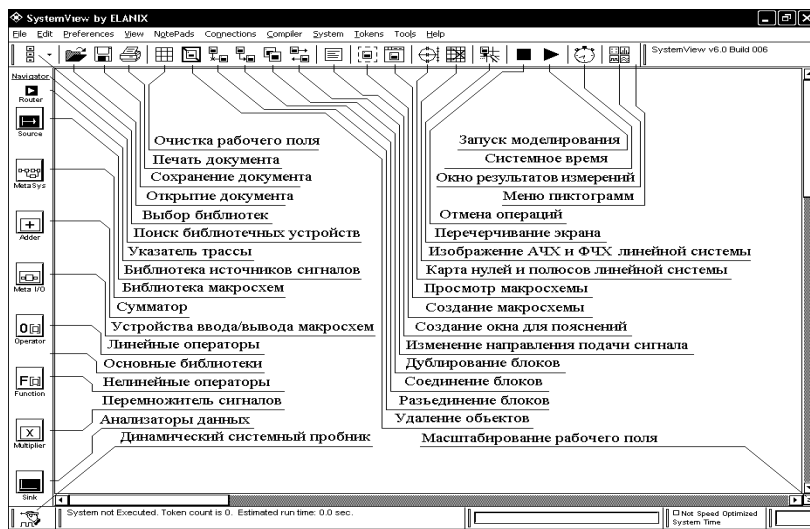 SystemView by ELANIX
File Edit Preferences View NotePads Connections Compiler System Tokens Tools Help
SystemView v6.0 Build 006
Navigator
Router
Source
MetaSys
Adder
Meta I/O
Operator
Function
Multiplier
Sink
Очистка рабочего поля
Печать документа
Сохранение документа
Открытие документа
Выбор библиотек
Поиск библиотечных устройств
Указатель трассы
Библиотека источников сигналов
Библиотека макросхем
Сумматор
Устройства ввода/вывода макросхем
Линейные операторы
Основные библиотеки
Нелинейные операторы
Перемножитель сигналов
Анализаторы данных
Динамический системный пробник
Запуск моделирования
Системное время
Окно результатов измерений
Меню пиктограмм
Отмена операций
Перечерчивание экрана
Изображение АЧХ и ФЧХ линейной системы
Карта нулей и полюсов линейной системы
Просмотр макросхемы
Создание макросхемы
Создание окна для пояснений
Изменение направления подачи сигнала
Дублирование блоков
Соединение блоков
Разъединение блоков
Удаление объектов
Масштабирование рабочего поля
System not Executed. Token count is 0. Estimated run time: 0.0 sec.
Not Speed Optimized
System Time